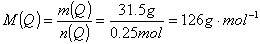 M(Q) = m(Q)/n(Q) = 31.5g/0.25mol = 126g · mol⁻¹